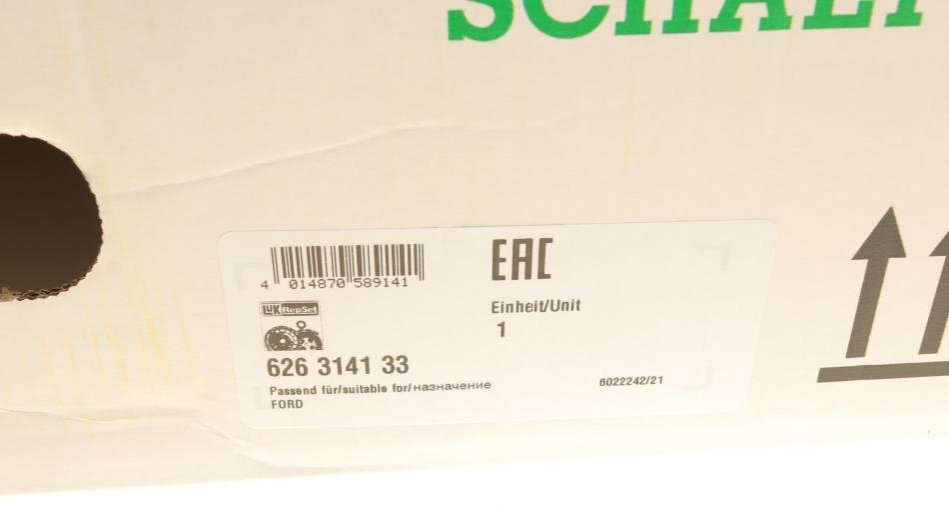 SCHAEF
4 014870 589141
EAC
LUK RepSet
Einheit/Unit
1
626 3141 33
Passend für/suitable for/назначение
FORD
6022242/21